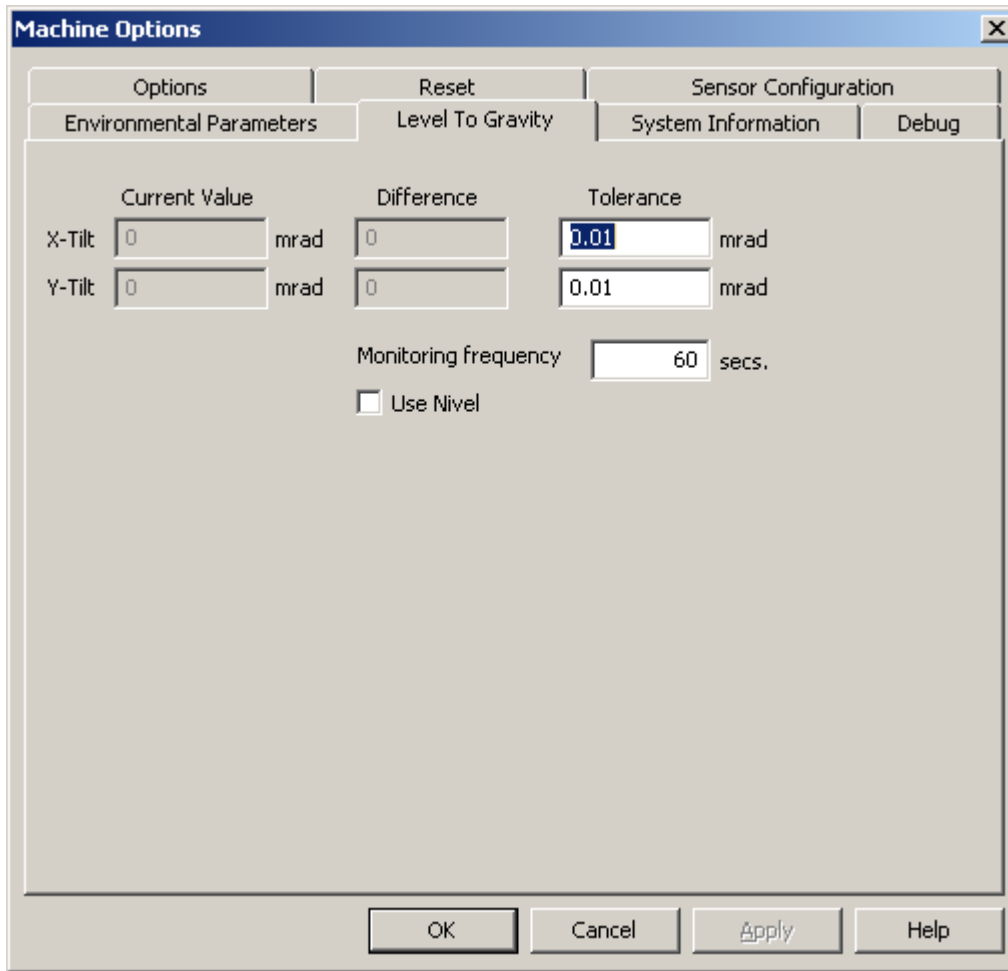 Machine Options
Options Reset Sensor Configuration
Environmental Parameters Level To Gravity System Information Debug
Current Value Difference Tolerance
X-Tilt 0 mrad 0 0.01 mrad
Y-Tilt 0 mrad 0 0.01 mrad
Monitoring frequency 60 secs.
Use Nivel
OK Cancel Apply Help